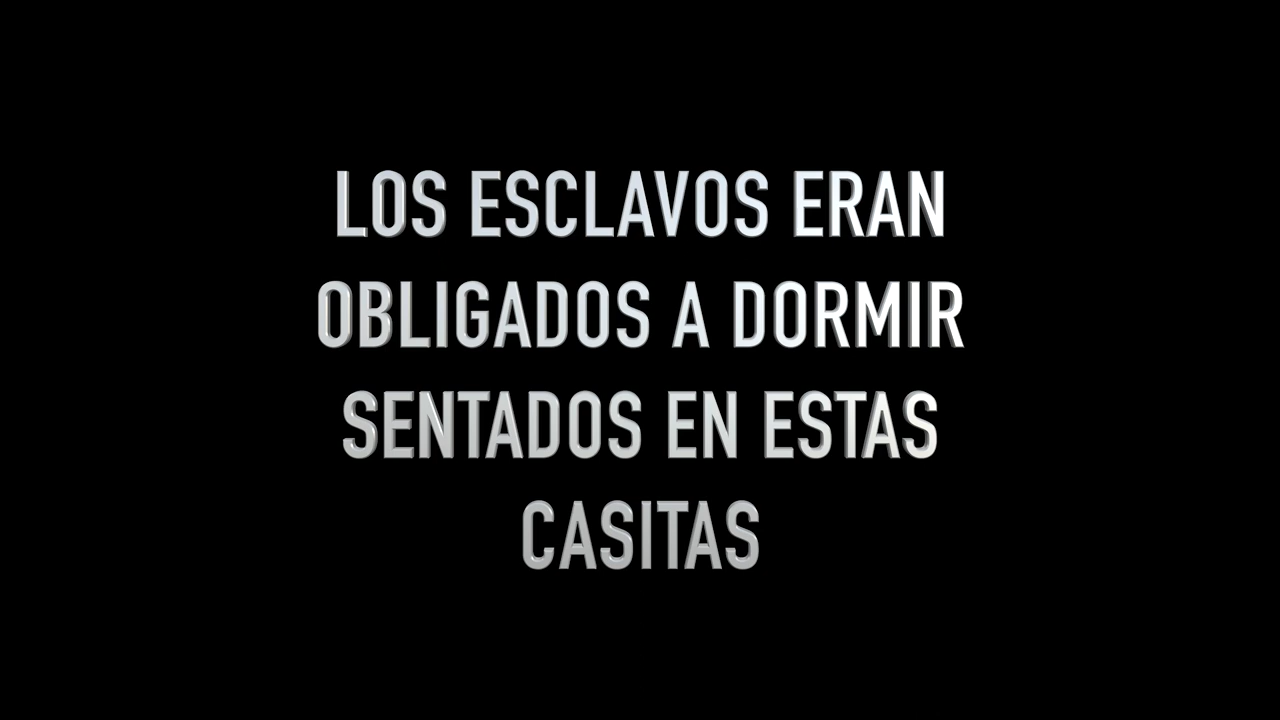 LOS ESCLAVOS ERAN
OBLIGADOS A DORMIR
SENTADOS EN ESTAS
CASITAS